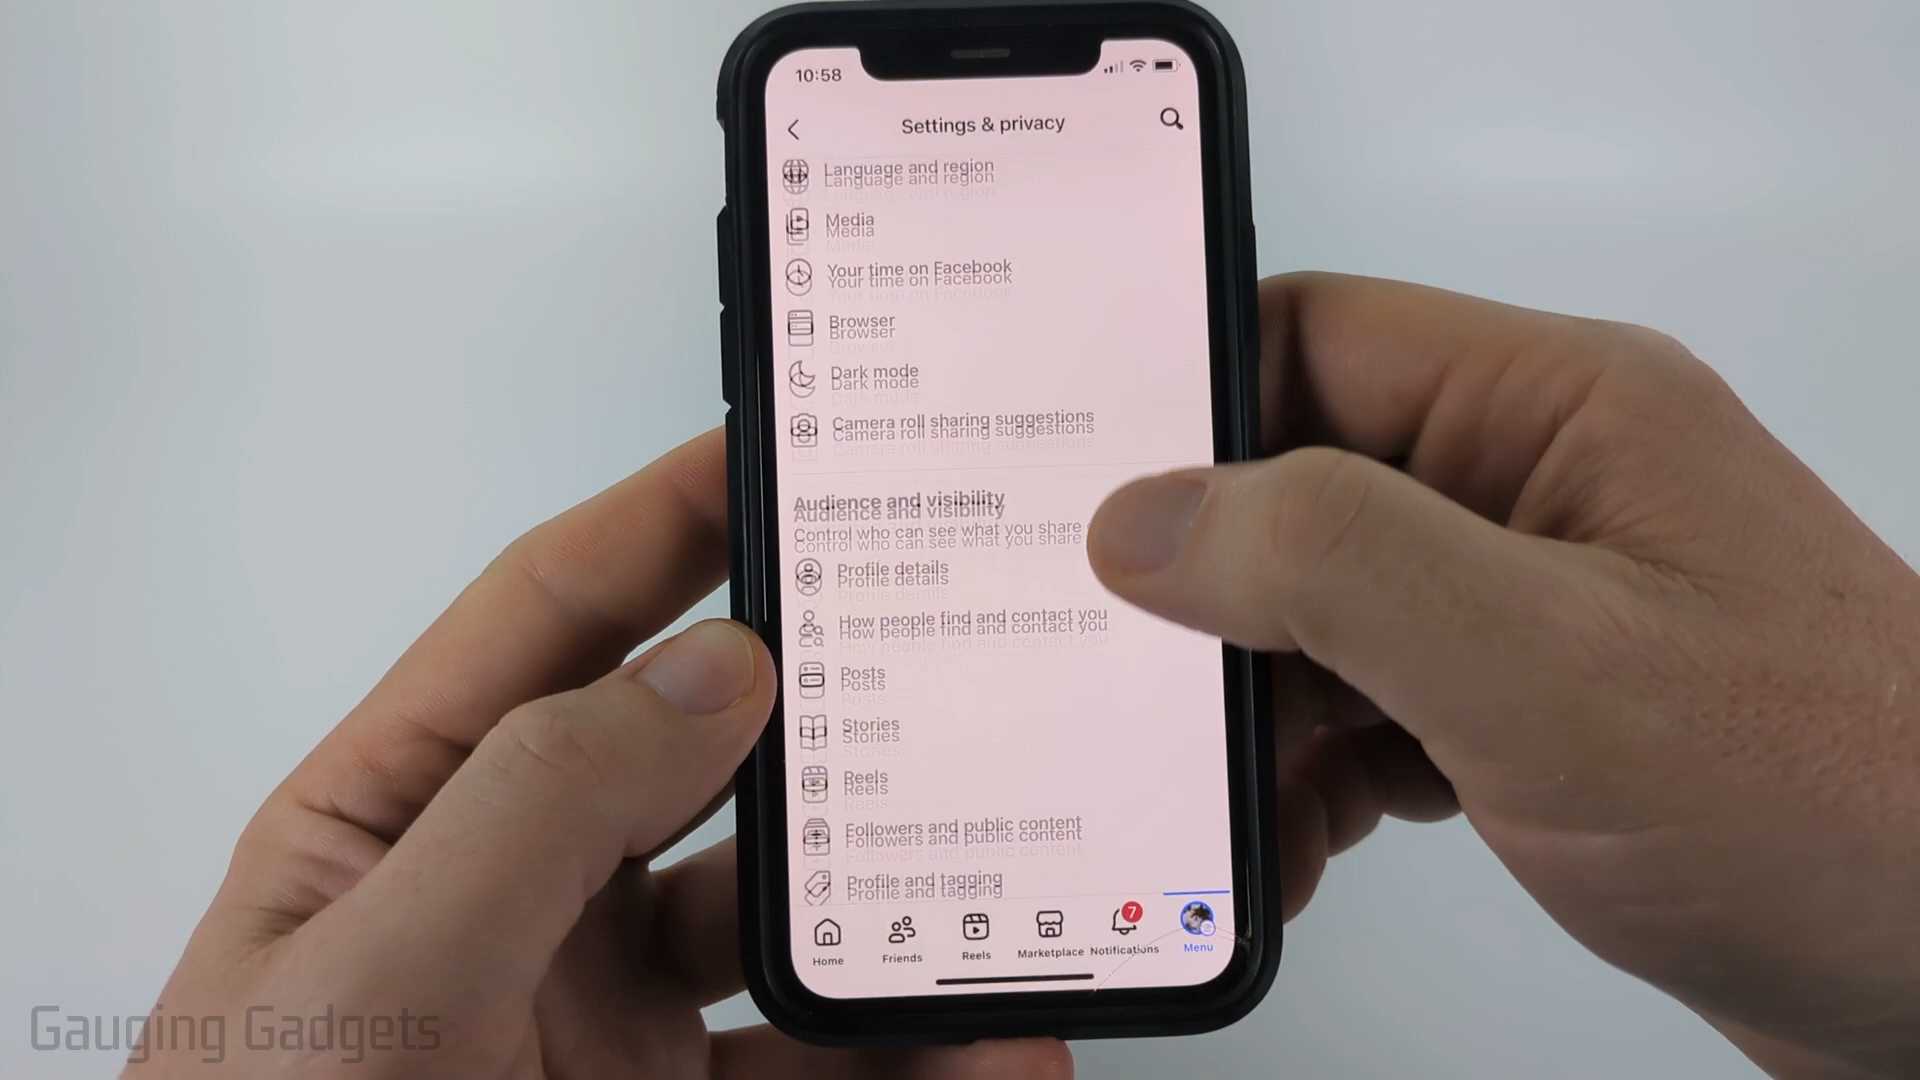 10:58
Settings & privacy
Language and region
Media
Your time on Facebook
Browser
Dark mode
Camera roll sharing suggestions
Audience and visibility
Control who can see what you share
Profile details
How people find and contact you
Posts
Stories
Reels
Followers and public content
Profile and tagging
7
Home
Friends
Reels
Marketplace
Notifications
Menu
Gauging Gadgets